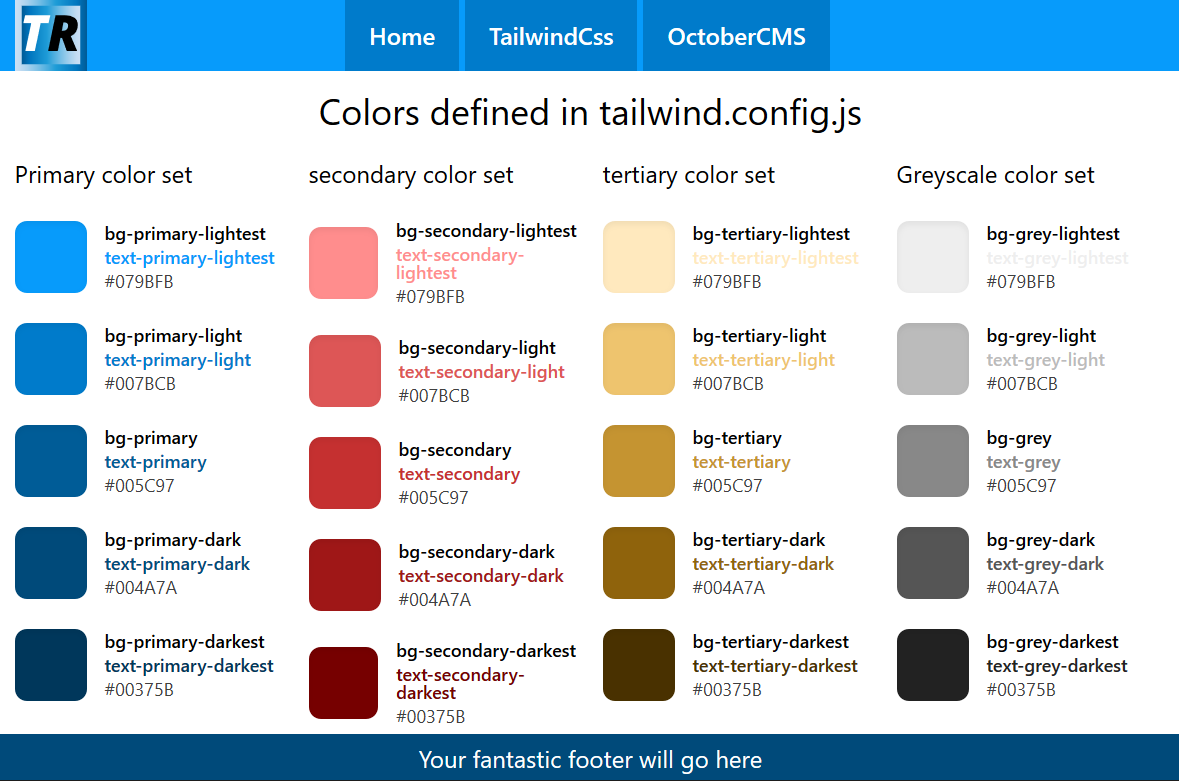 TR
Home TailwindCss OctoberCMS
Colors defined in tailwind.config.js
Primary color set
bg-primary-lightest
text-primary-lightest
#079BFB
bg-primary-light
text-primary-light
#007BCB
bg-primary
text-primary
#005C97
bg-primary-dark
text-primary-dark
#004A7A
bg-primary-darkest
text-primary-darkest
#00375B
secondary color set
bg-secondary-lightest
text-secondary-
lightest
#079BFB
bg-secondary-light
text-secondary-light
#007BCB
bg-secondary
text-secondary
#005C97
bg-secondary-dark
text-secondary-dark
#004A7A
bg-secondary-darkest
text-secondary-
darkest
#00375B
tertiary color set
bg-tertiary-lightest
text-tertiary-lightest
#079BFB
bg-tertiary-light
text-tertiary-light
#007BCB
bg-tertiary
text-tertiary
#005C97
bg-tertiary-dark
text-tertiary-dark
#004A7A
bg-tertiary-darkest
text-tertiary-darkest
#00375B
Greyscale color set
bg-grey-lightest
text-grey-lightest
#079BFB
bg-grey-light
text-grey-light
#007BCB
bg-grey
text-grey
#005C97
bg-grey-dark
text-grey-dark
#004A7A
bg-grey-darkest
text-grey-darkest
#00375B
Your fantastic footer will go here